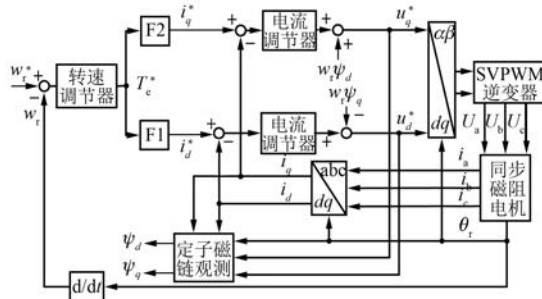 F2
i_q^*
+
−
电流
调节器
+
+
w_rψ_d
u_q^*
αβ
dq
SVPWM
逆变器
U_a
U_b
U_c
w_r^*
+
−
w_r
转速
调节器
T_e^*
F1
i_d^*
+
−
电流
调节器
+
−
w_rψ_q
u_d^*
i_q
i_d
abc
dq
i_a
i_b
i_c
同步
磁阻
电机
θ_r
ψ_d
ψ_q
定子磁
链观测
d/dt